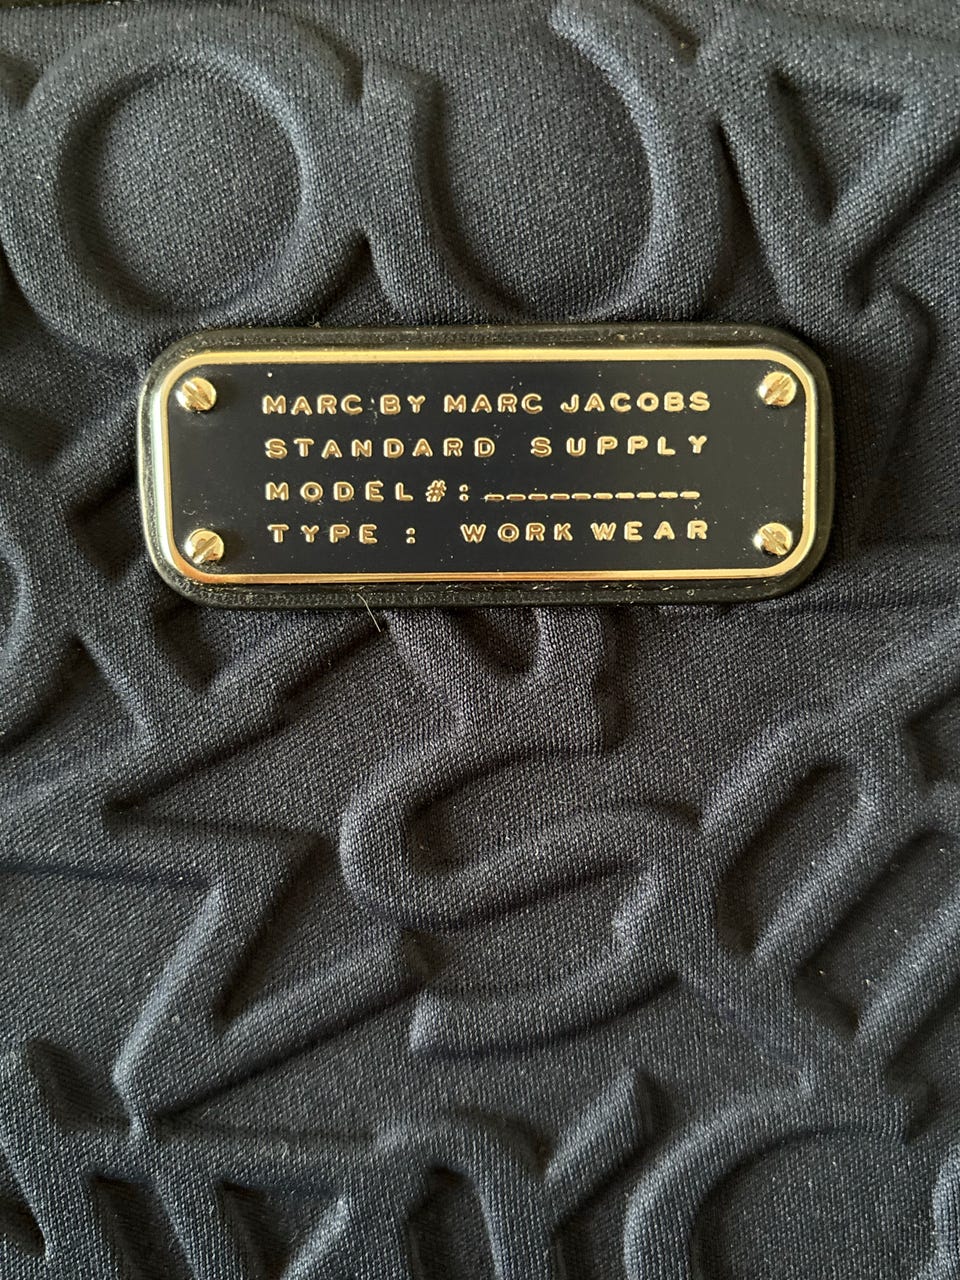 MARC BY MARC JACOBS
STANDARD SUPPLY
MODEL#:__________
TYPE: WORK WEAR